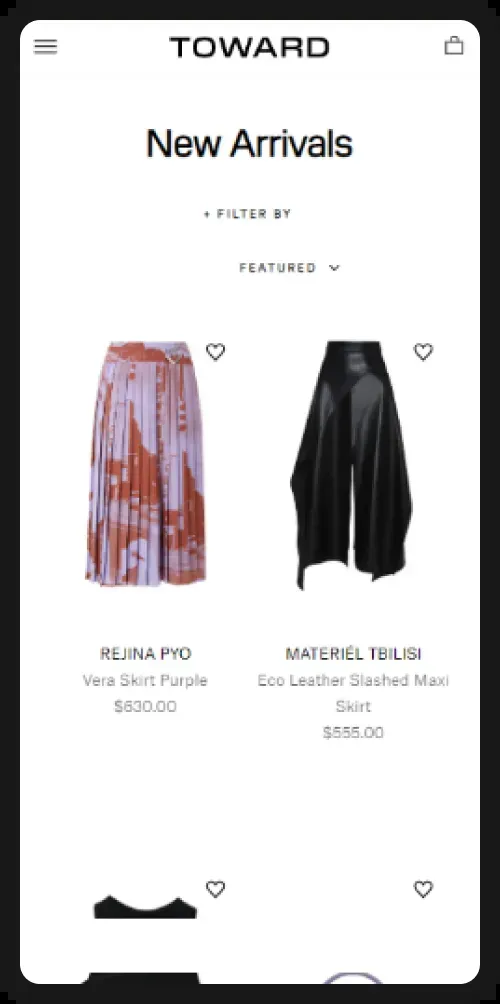 TOWARD
New Arrivals
+ FILTER BY
FEATURED
REJINA PYO
Vera Skirt Purple
$630.00
MATERIÉL TBILISI
Eco Leather Slashed Maxi
Skirt
$555.00